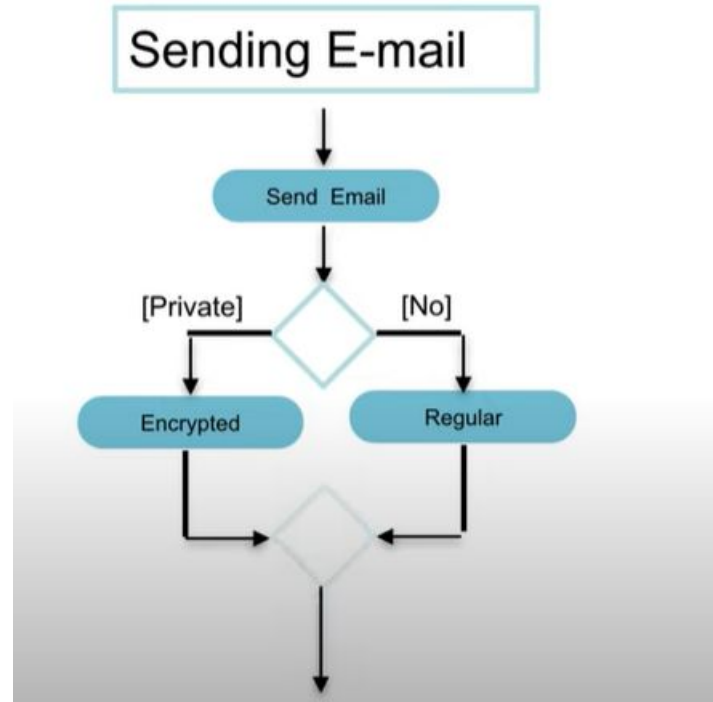 Sending E-mail
Send Email
[Private]
[No]
Encrypted
Regular